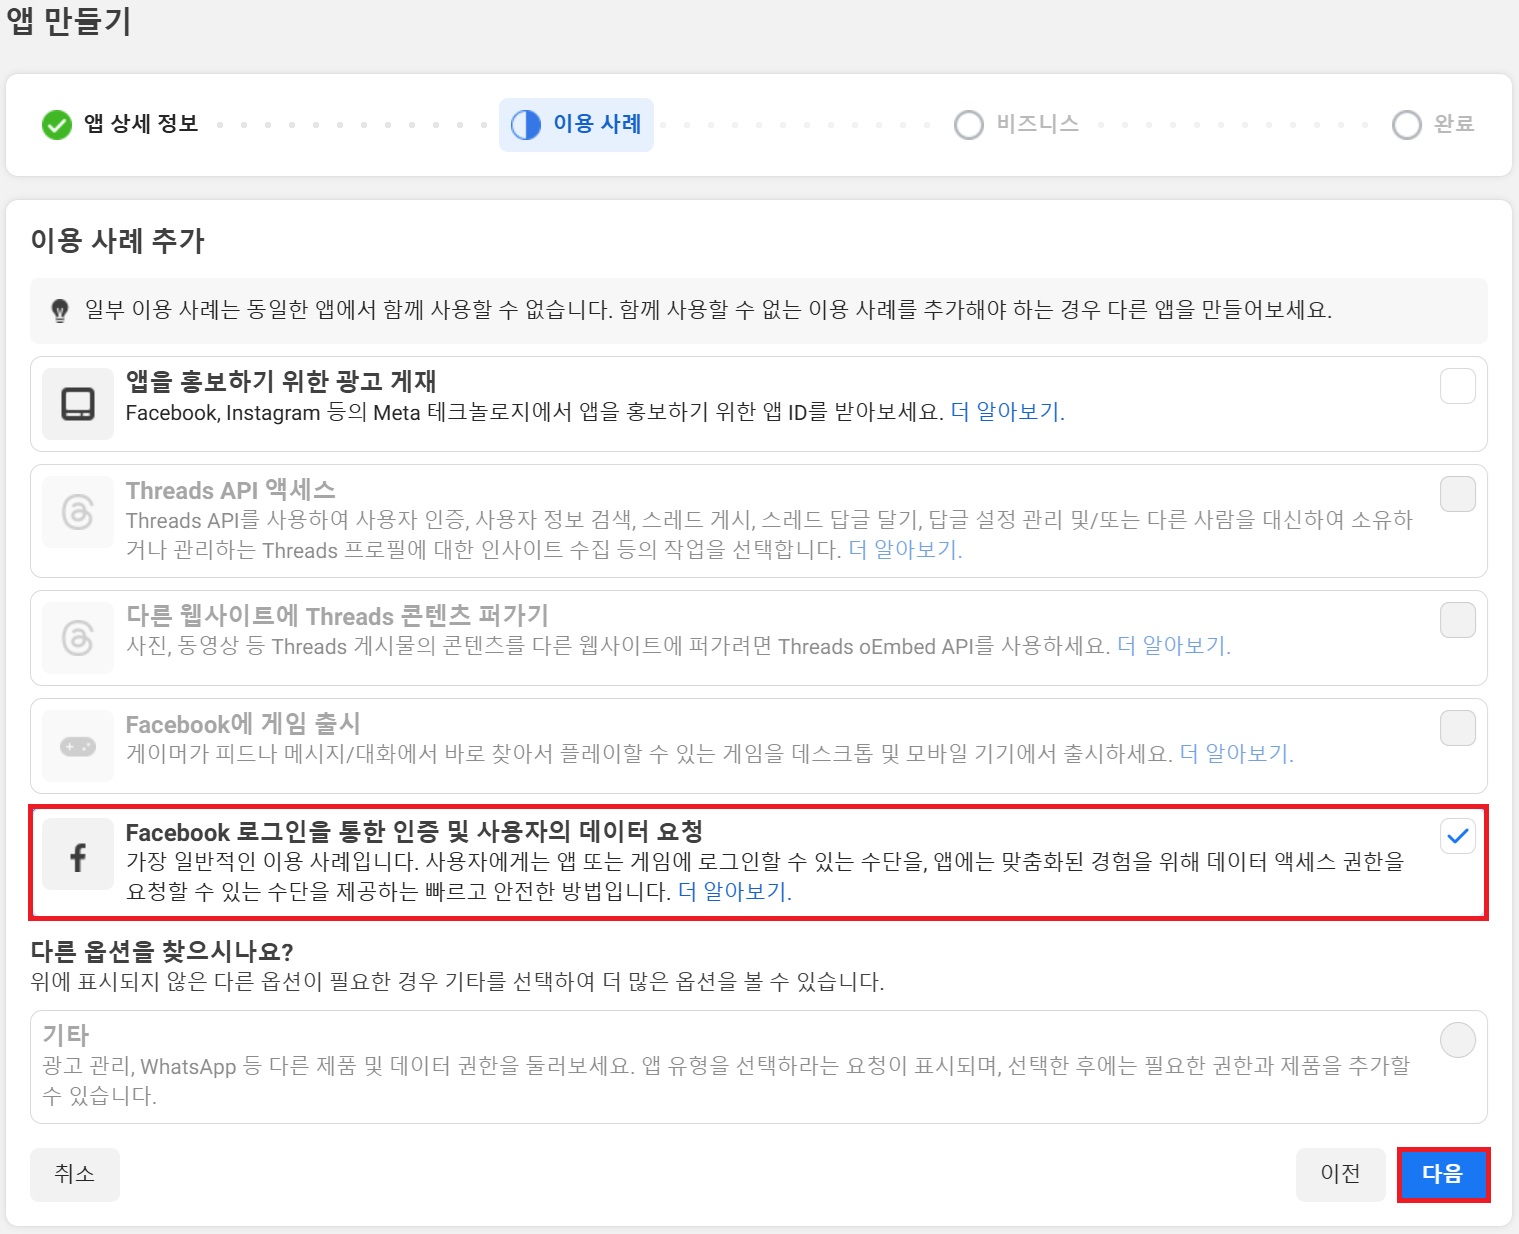 앱 만들기
앱 상세 정보
이용 사례
비즈니스
완료
이용 사례 추가
일부 이용 사례는 동일한 앱에서 함께 사용할 수 없습니다. 함께 사용할 수 없는 이용 사례를 추가해야 하는 경우 다른 앱을 만들어보세요.
앱을 홍보하기 위한 광고 게재
Facebook, Instagram 등의 Meta 테크놀로지에서 앱을 홍보하기 위한 앱 ID를 받아보세요. 더 알아보기.
Threads API 액세스
Threads API를 사용하여 사용자 인증, 사용자 정보 검색, 스레드 게시, 스레드 답글 달기, 답글 설정 관리 및/또는 다른 사람을 대신하여 소유하
거나 관리하는 Threads 프로필에 대한 인사이트 수집 등의 작업을 선택합니다. 더 알아보기.
다른 웹사이트에 Threads 콘텐츠 퍼가기
사진, 동영상 등 Threads 게시물의 콘텐츠를 다른 웹사이트에 퍼가려면 Threads oEmbed API를 사용하세요. 더 알아보기.
Facebook에 게임 출시
게이머가 피드나 메시지/대화에서 바로 찾아서 플레이할 수 있는 게임을 데스크톱 및 모바일 기기에서 출시하세요. 더 알아보기.
Facebook 로그인을 통한 인증 및 사용자의 데이터 요청
가장 일반적인 이용 사례입니다. 사용자에게는 앱 또는 게임에 로그인할 수 있는 수단을, 앱에는 맞춤화된 경험을 위해 데이터 액세스 권한을
요청할 수 있는 수단을 제공하는 빠르고 안전한 방법입니다. 더 알아보기.
다른 옵션을 찾으시나요?
위에 표시되지 않은 다른 옵션이 필요한 경우 기타를 선택하여 더 많은 옵션을 볼 수 있습니다.
기타
광고 관리, WhatsApp 등 다른 제품 및 데이터 권한을 둘러보세요. 앱 유형을 선택하라는 요청이 표시되며, 선택한 후에는 필요한 권한과 제품을 추가할
수 있습니다.
취소
이전
다음